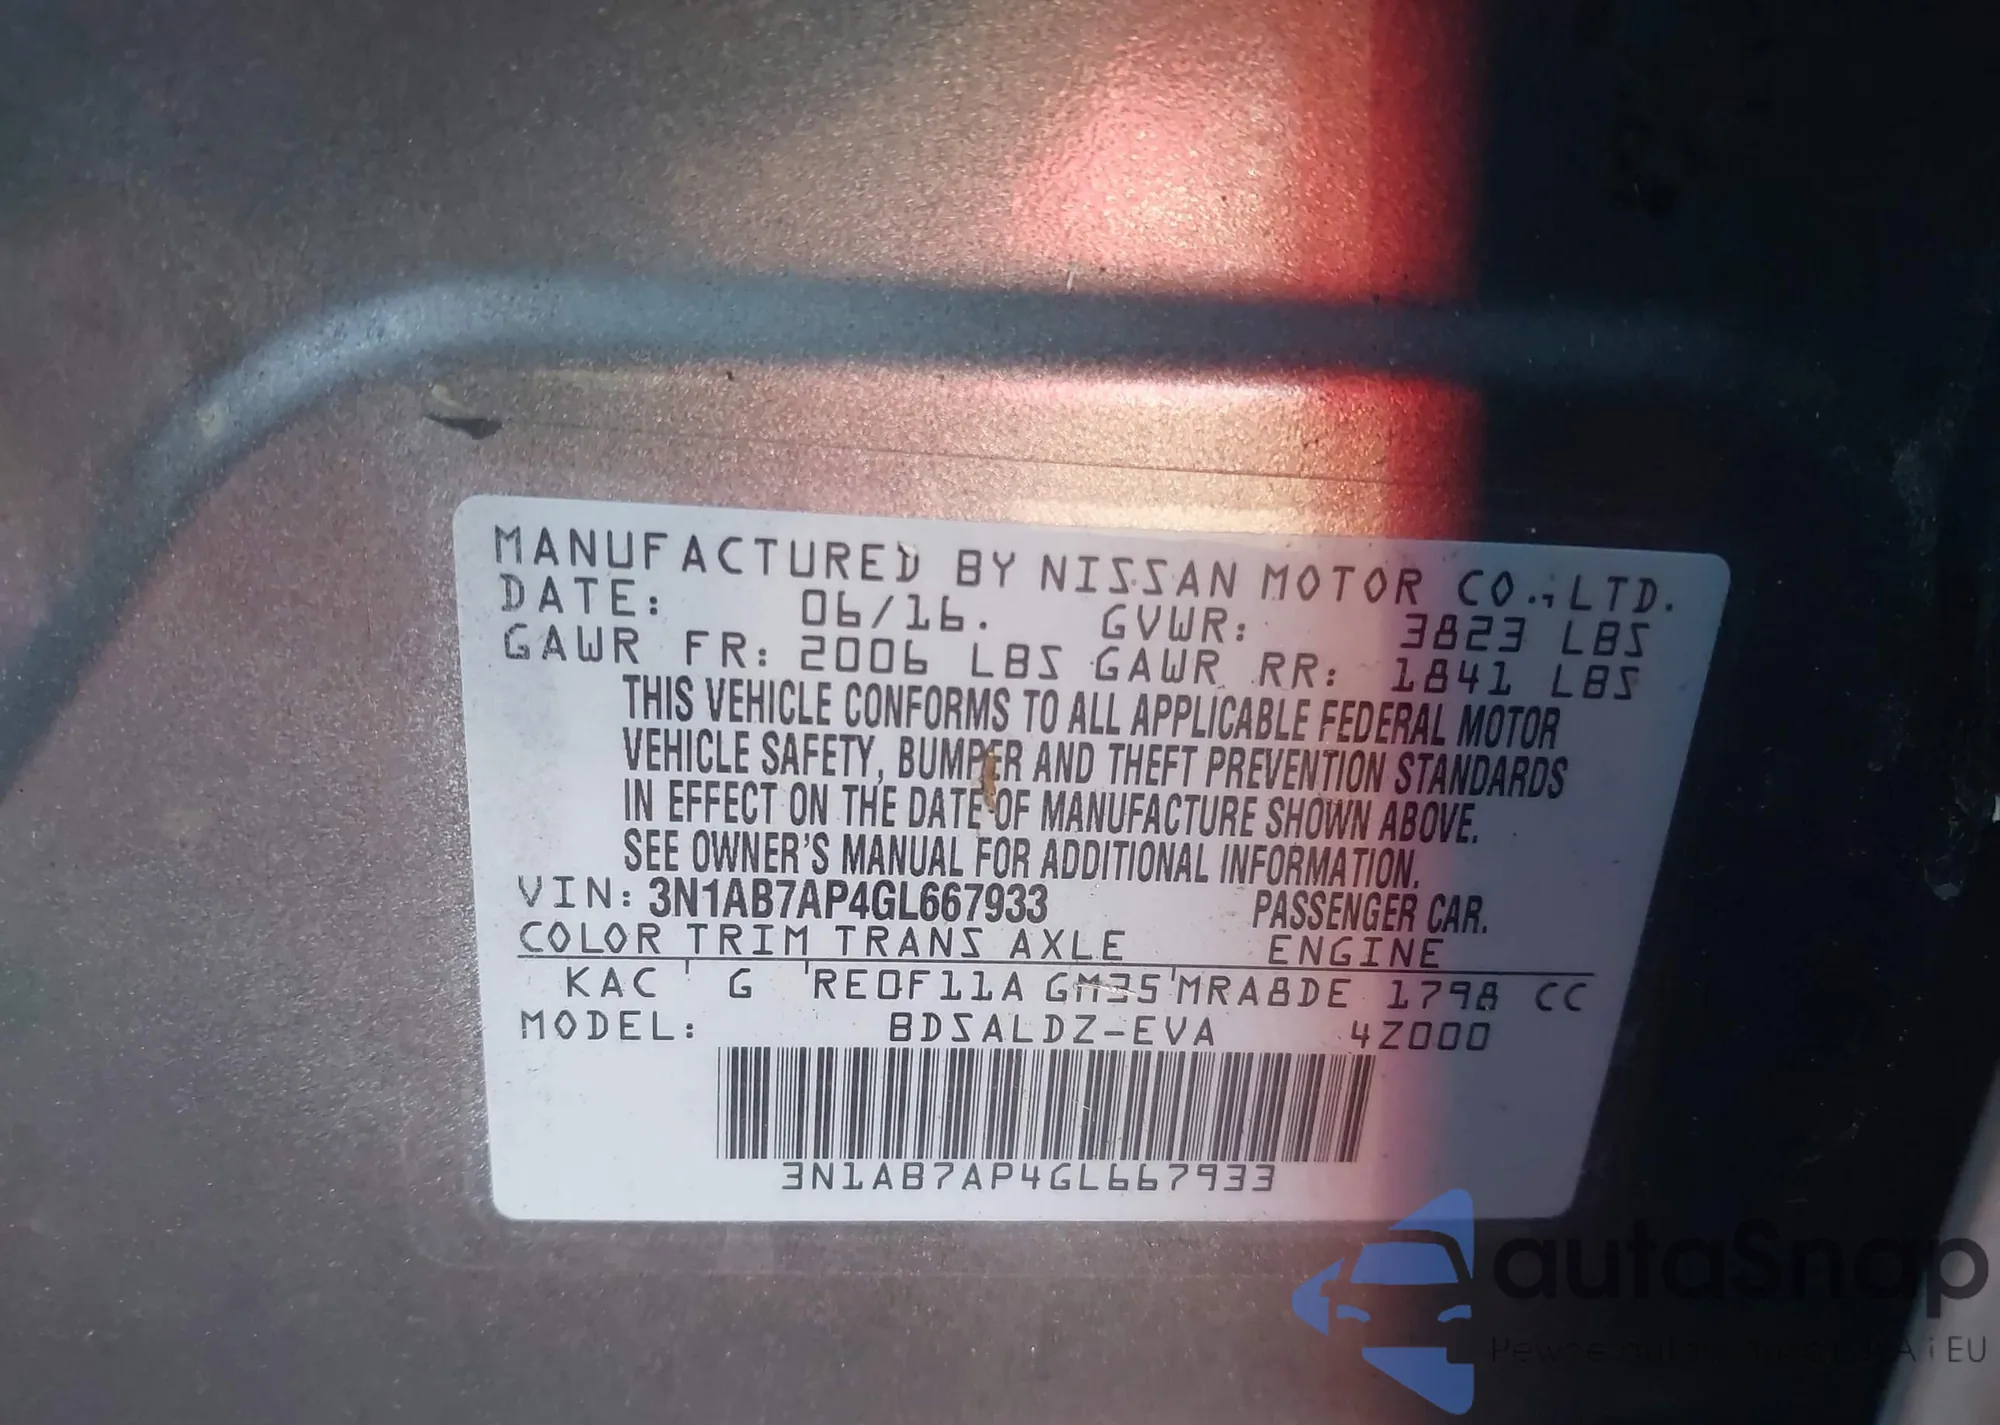 MANUFACTURED BY NISSAN MOTOR CO., LTD.
DATE: 06/16. GVWR: 3823 LBS
GAWR FR: 2006 LBS GAWR RR: 1841 LBS
THIS VEHICLE CONFORMS TO ALL APPLICABLE FEDERAL MOTOR
VEHICLE SAFETY, BUMPER AND THEFT PREVENTION STANDARDS
IN EFFECT ON THE DATE OF MANUFACTURE SHOWN ABOVE.
SEE OWNER'S MANUAL FOR ADDITIONAL INFORMATION.
VIN: 3N1AB7AP4GL667933 PASSENGER CAR.
COLOR TRIM TRANS AXLE ENGINE
KAC G RE0F11A GM35 MRA8DE 1798 CC
MODEL: BDSALDZ-EVA 4Z000
3N1AB7AP4GL667933
autaSnap
i EU